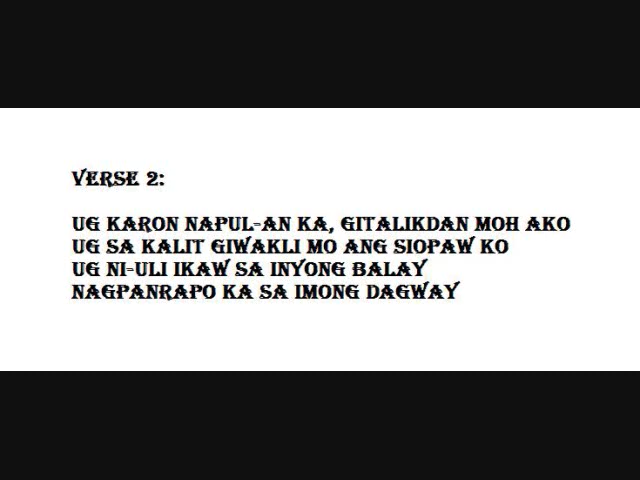 VERSE 2:
UG KARON NAPUL-AN KA, GITALIKDAN MOH AKO
UG SA KALIT GIWAKLI MO ANG SIOPAW KO
UG NI-ULI IKAW SA INYONG BALAY
NAGPANRAPO KA SA IMONG DAGWAY